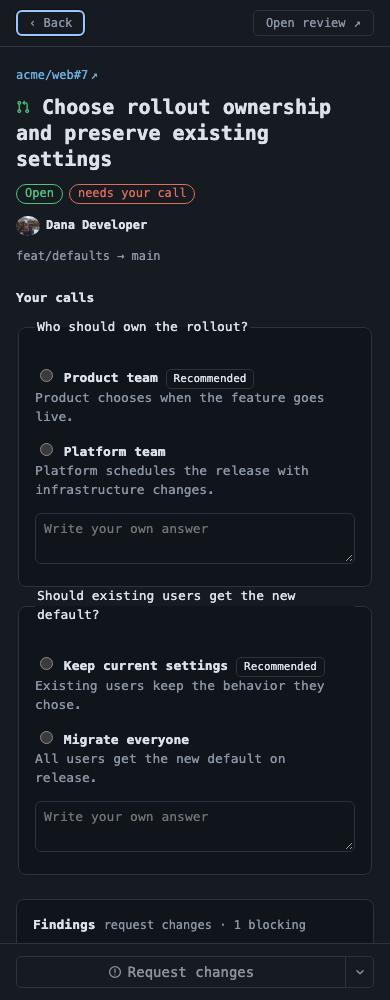 ‹ Back
Open review ↗
acme/web#7↗
Choose rollout ownership
and preserve existing
settings
Open
needs your call
Dana Developer
feat/defaults → main
Your calls
Who should own the rollout?
Product team
Recommended
Product chooses when the feature goes
live.
Platform team
Platform schedules the release with
infrastructure changes.
Write your own answer
Should existing users get the new
default?
Keep current settings
Recommended
Existing users keep the behavior they
chose.
Migrate everyone
All users get the new default on
release.
Write your own answer
Findings request changes · 1 blocking
Request changes